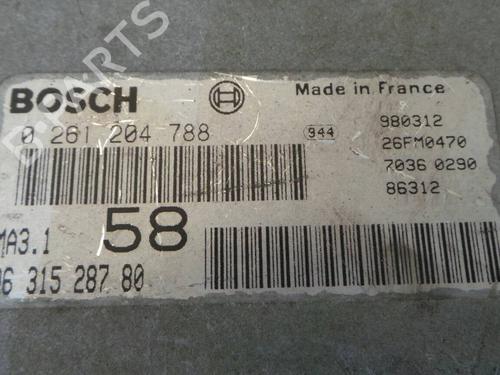 BOSCH
Made in France
0 261 204 788
944
980312
26FM0470
7036 0290
86312
MA3.1
58
96 315 287 80
PARTS